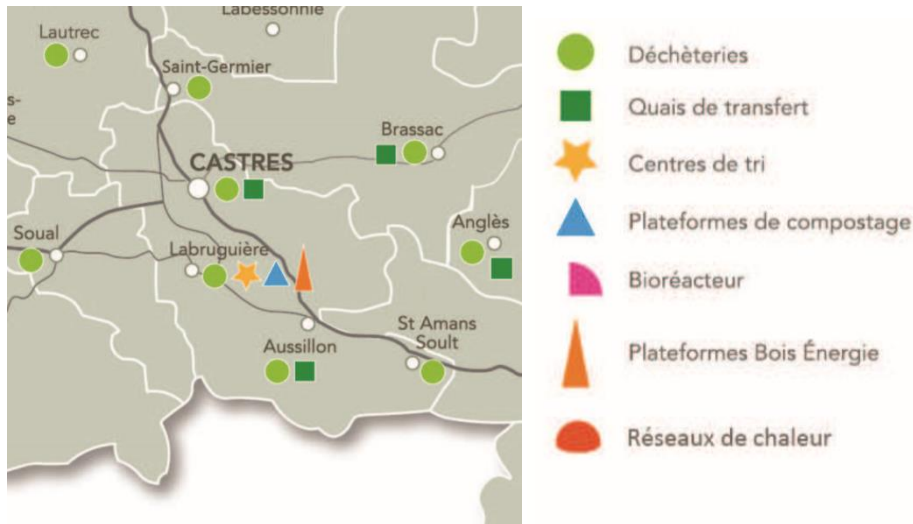 Labessonnie
Lautrec
Saint-Germier
s-
e
Brassac
CASTRES
Anglès
Soual
Labruguière
St Amans
Soult
Aussillon
Déchèteries
Quais de transfert
Centres de tri
Plateformes de compostage
Bioréacteur
Plateformes Bois Énergie
Réseaux de chaleur